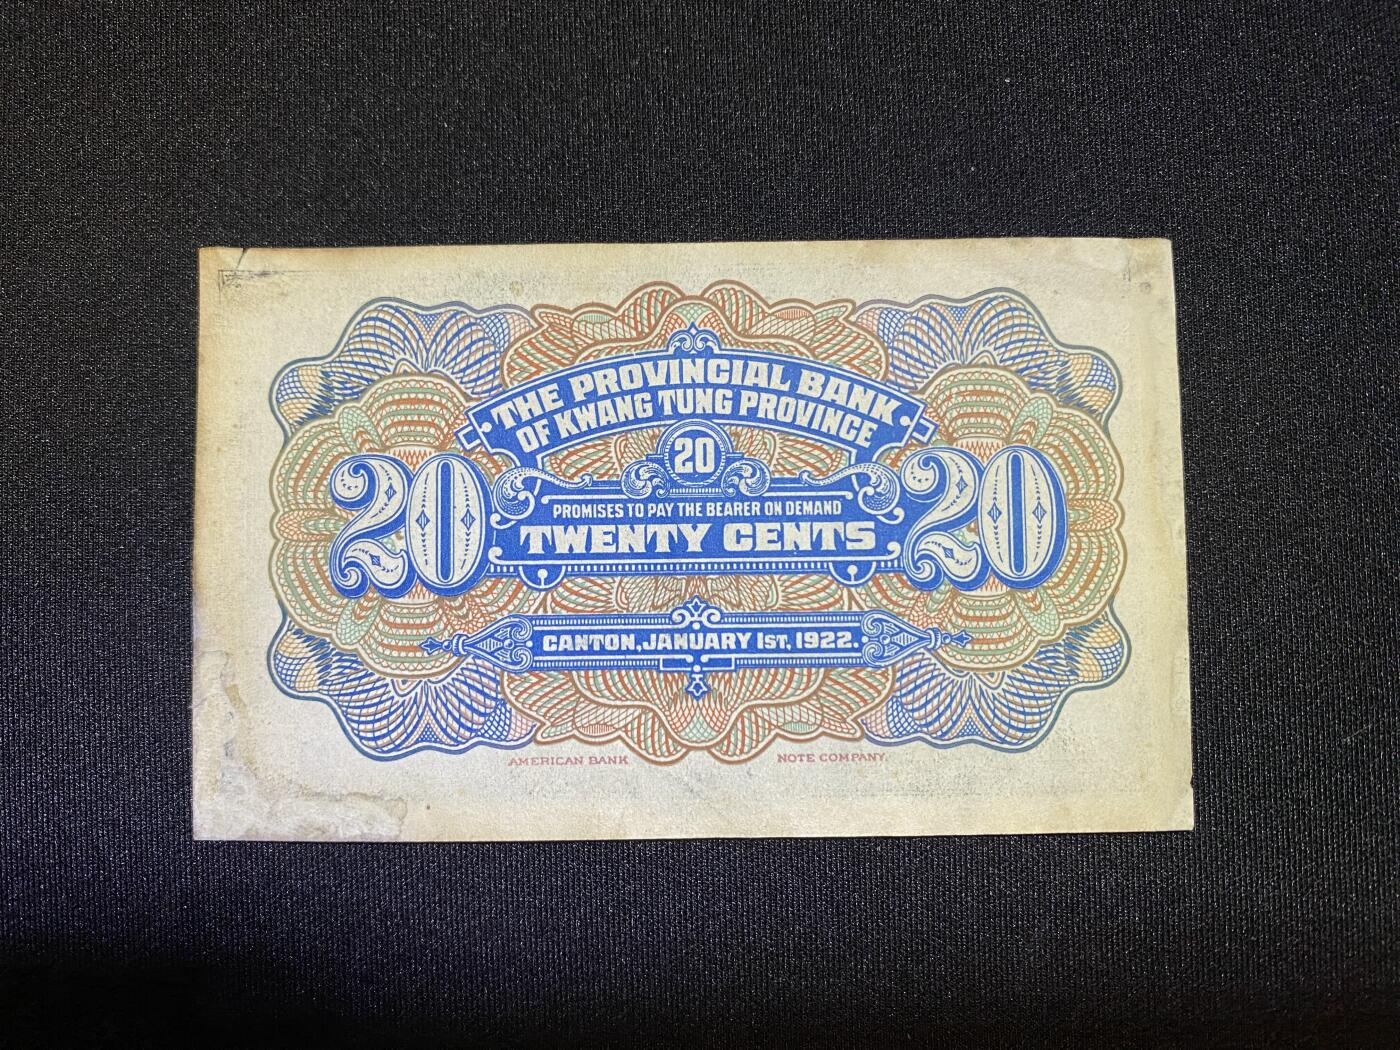 THE PROVINCIAL BANK
OF KWANG TUNG PROVINCE
20
20
20
PROMISES TO PAY THE BEARER ON DEMAND
TWENTY CENTS
CANTON, JANUARY 1ST, 1922.
AMERICAN BANK NOTE COMPANY.